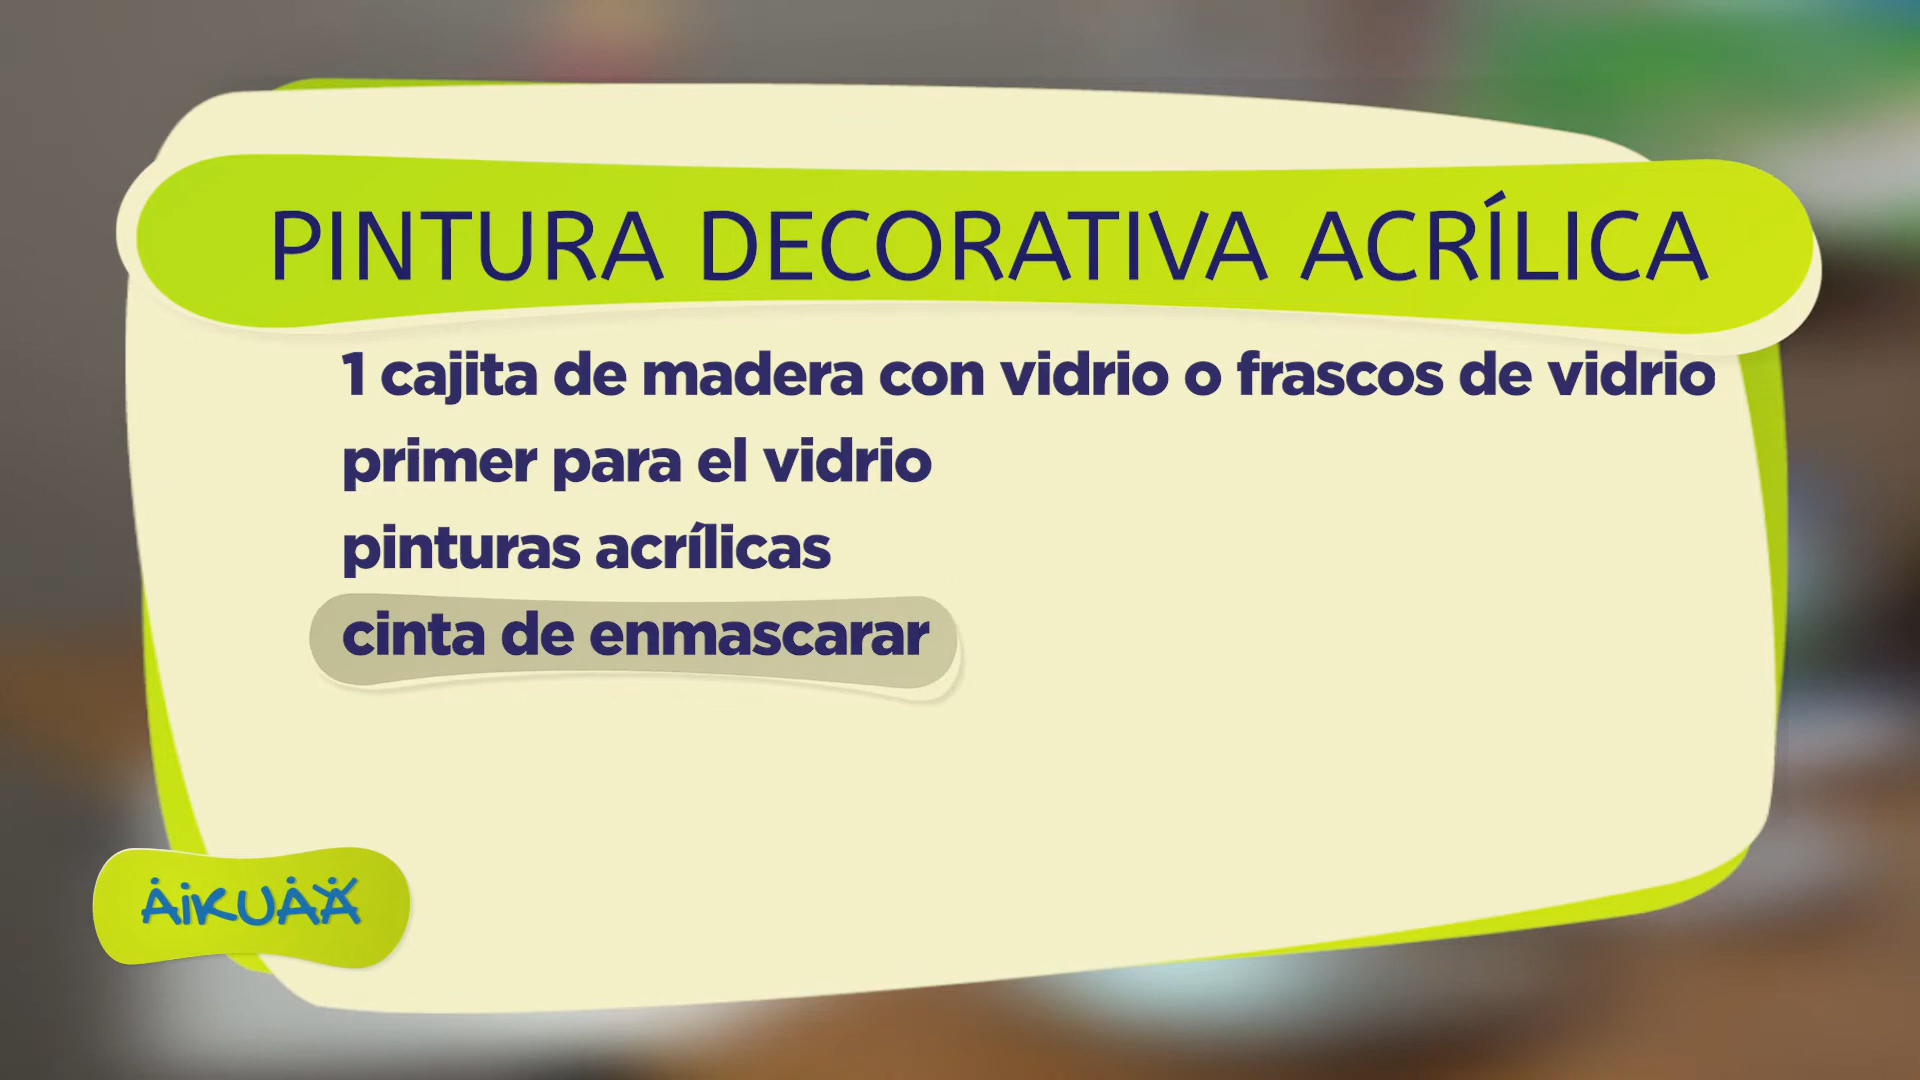 PINTURA DECORATIVA ACRÍLICA
1 cajita de madera con vidrio o frascos de vidrio
primer para el vidrio
pinturas acrílicas
cinta de enmascarar
AIKUAA